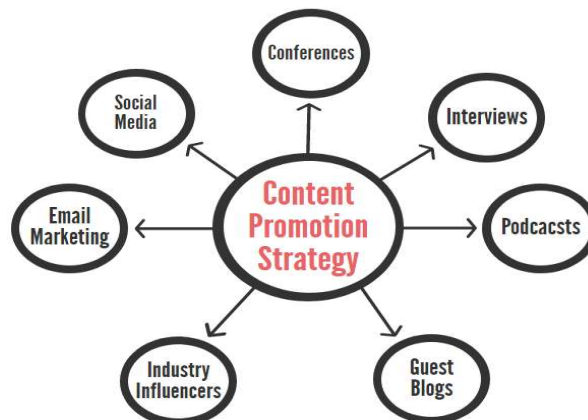 Conferences
Social
Media
Interviews
Content
Promotion
Strategy
Email
Marketing
Podcacsts
Industry
Influencers
Guest
Blogs